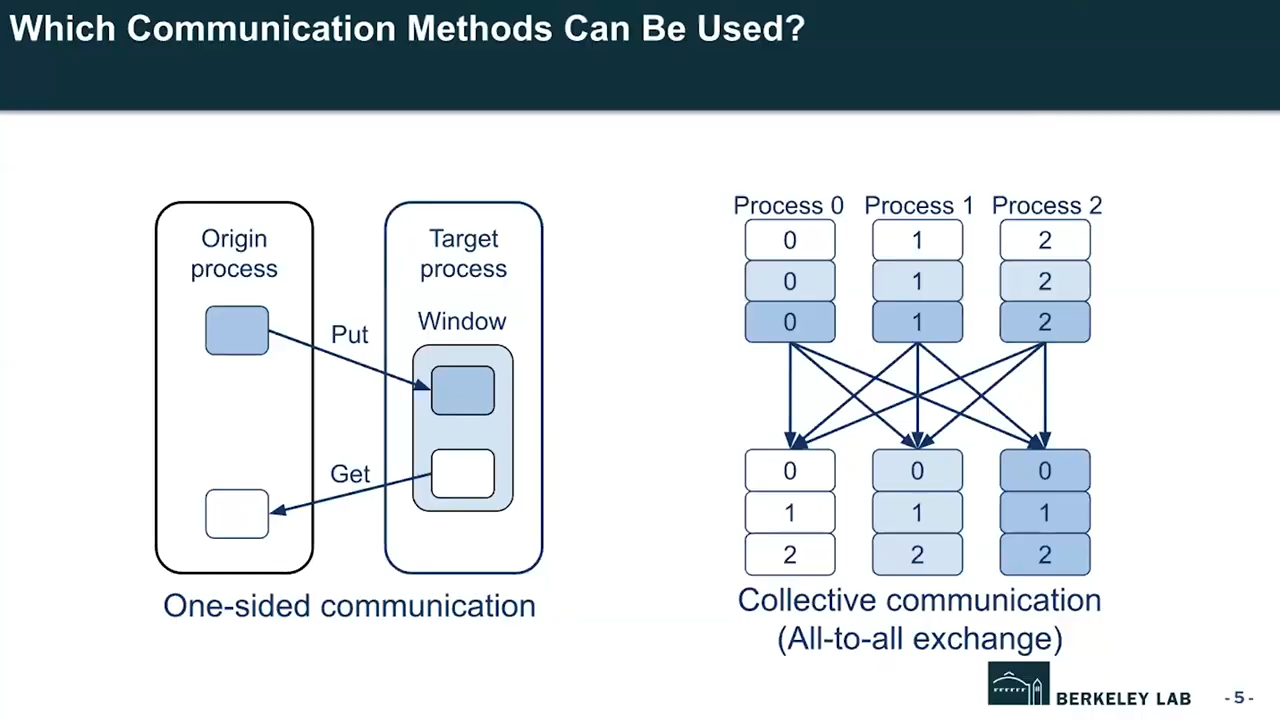 Which Communication Methods Can Be Used?
Origin
process
Put
Get
Target
process
Window
One-sided communication
Process 0 Process 1 Process 2
0 1 2
0 1 2
0 1 2
0 0 0
1 1 1
2 2 2
Collective communication
(All-to-all exchange)
BERKELEY LAB
- 5 -